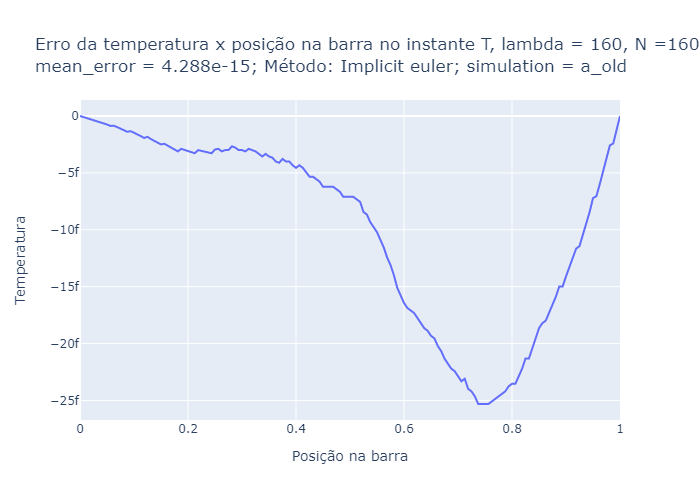 Erro da temperatura x posição na barra no instante T, lambda = 160, N =160
mean_error = 4.288e-15; Método: Implicit euler; simulation = a_old
0
−5f
−10f
−15f
−20f
−25f
Temperatura
0
0.2
0.4
0.6
0.8
1
Posição na barra